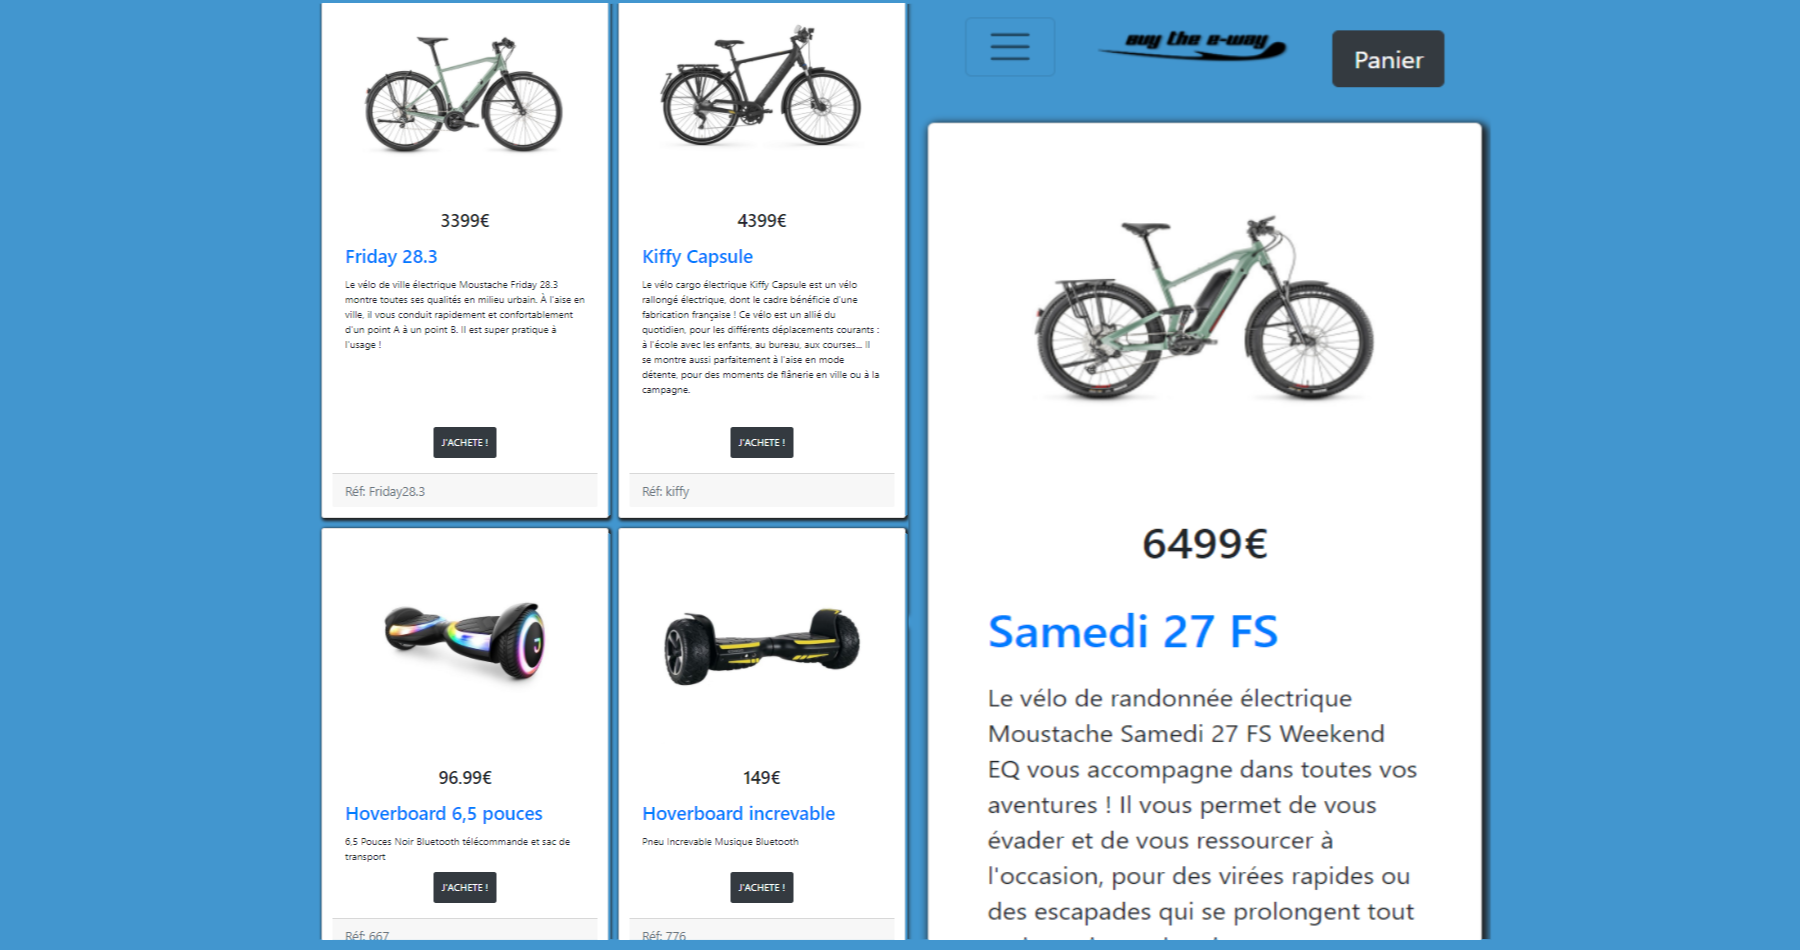 3399€
Friday 28.3
Le vélo de ville électrique Moustache Friday 28.3
montre toutes ses qualités en milieu urbain. À l'aise en
ville, il vous conduit rapidement et confortablement
d'un point A à un point B. Il est super pratique à
l'usage !
J'ACHETE !
Réf: Friday28.3
4399€
Kiffy Capsule
Le vélo cargo électrique Kiffy Capsule est un vélo
rallongé électrique, dont le cadre bénéficie d'une
fabrication française ! Ce vélo est un allié du
quotidien, pour les différents déplacements courants :
à l'école avec les enfants, au bureau, aux courses... Il
se montre aussi parfaitement à l'aise en mode
détente, pour des moments de flânerie en ville ou à la
campagne.
J'ACHETE !
Réf: kiffy
96.99€
Hoverboard 6,5 pouces
6,5 Pouces Noir Bluetooth télécommande et sac de
transport
J'ACHETE !
Réf: 667
149€
Hoverboard increvable
Pneu Increvable Musique Bluetooth
J'ACHETE !
Réf: 776
buy the e-way
Panier
6499€
Samedi 27 FS
Le vélo de randonnée électrique
Moustache Samedi 27 FS Weekend
EQ vous accompagne dans toutes vos
aventures ! Il vous permet de vous
évader et de vous ressourcer à
l'occasion, pour des virées rapides ou
des escapades qui se prolongent tout